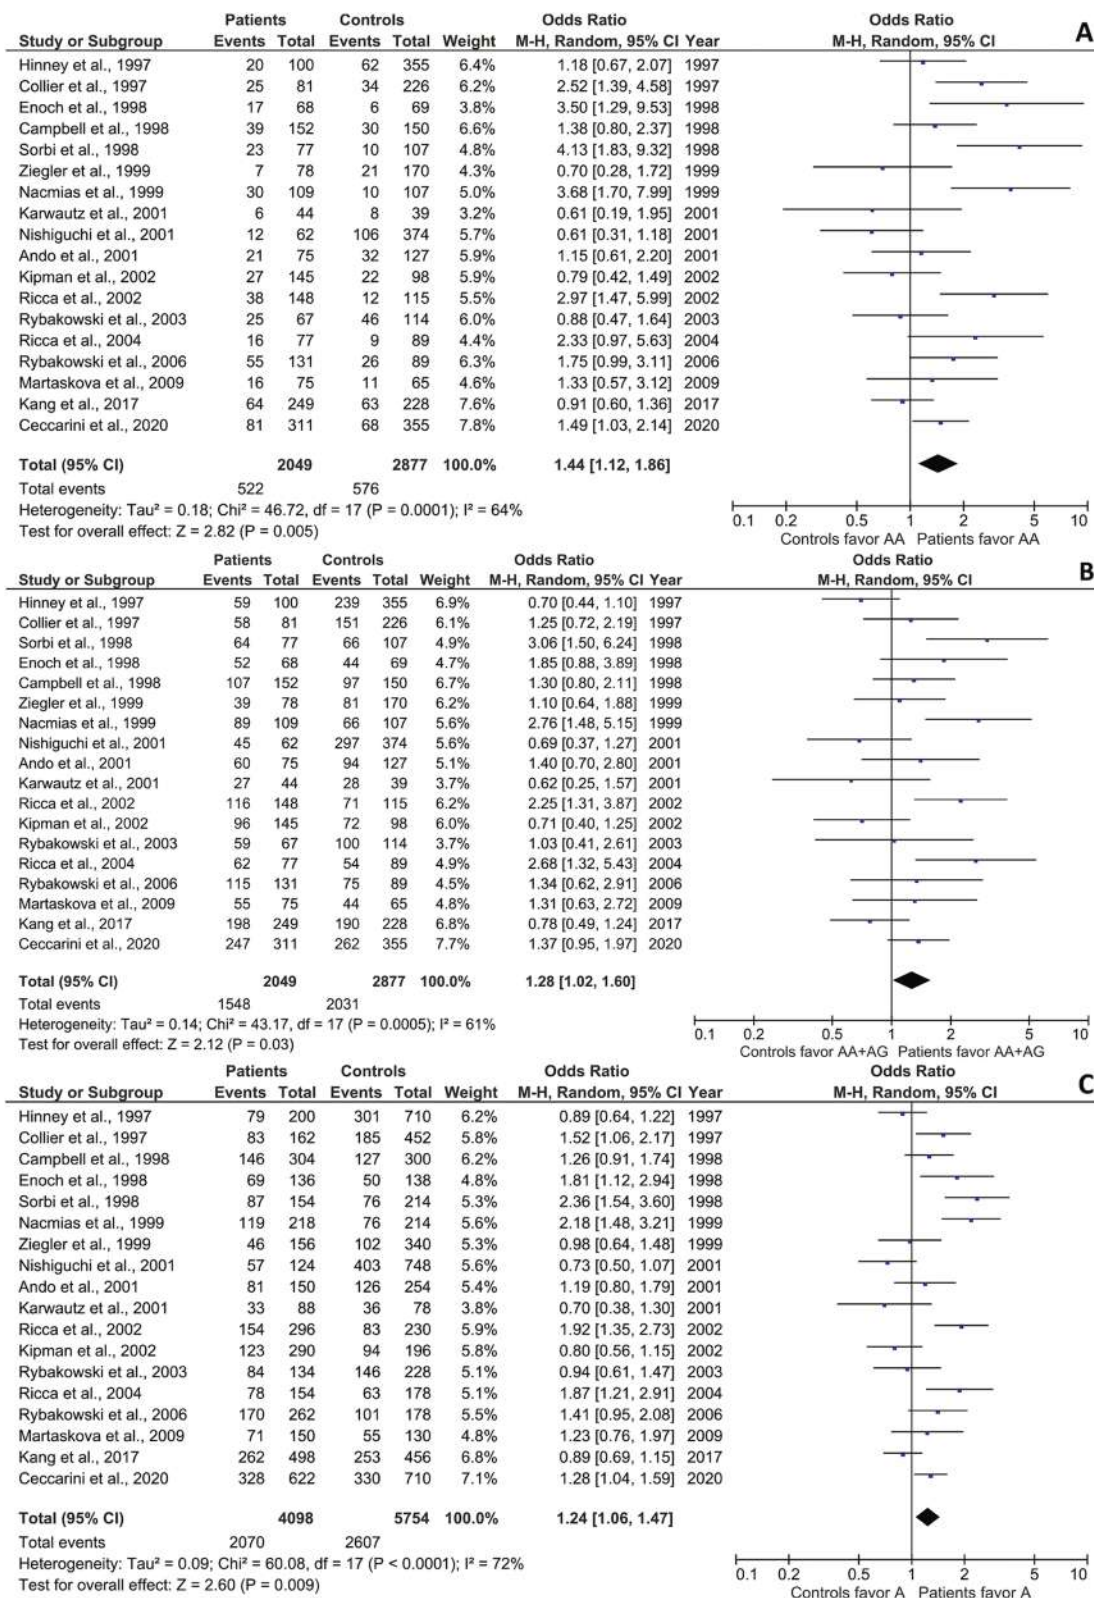 Patients Controls Odds Ratio Odds Ratio A
Study or Subgroup Events Total Events Total Weight M-H, Random, 95% CI Year M-H, Random, 95% CI
Hinney et al., 1997 20 100 62 355 6.4% 1.18 [0.67, 2.07] 1997
Collier et al., 1997 25 81 34 226 6.2% 2.52 [1.39, 4.58] 1997
Enoch et al., 1998 17 68 6 69 3.8% 3.50 [1.29, 9.53] 1998
Campbell et al., 1998 39 152 30 150 6.6% 1.38 [0.80, 2.37] 1998
Sorbi et al., 1998 23 77 10 107 4.8% 4.13 [1.83, 9.32] 1998
Ziegler et al., 1999 7 78 21 170 4.3% 0.70 [0.28, 1.72] 1999
Nacmias et al., 1999 30 109 10 107 5.0% 3.68 [1.70, 7.99] 1999
Karwautz et al., 2001 6 44 8 39 3.2% 0.61 [0.19, 1.95] 2001
Nishiguchi et al., 2001 12 62 106 374 5.7% 0.61 [0.31, 1.18] 2001
Ando et al., 2001 21 75 32 127 5.9% 1.15 [0.61, 2.20] 2001
Kipman et al., 2002 27 145 22 98 5.9% 0.79 [0.42, 1.49] 2002
Ricca et al., 2002 38 148 12 115 5.5% 2.97 [1.47, 5.99] 2002
Rybakowski et al., 2003 25 67 46 114 6.0% 0.88 [0.47, 1.64] 2003
Ricca et al., 2004 16 77 9 89 4.4% 2.33 [0.97, 5.63] 2004
Rybakowski et al., 2006 55 131 26 89 6.3% 1.75 [0.99, 3.11] 2006
Martaskova et al., 2009 16 75 11 65 4.6% 1.33 [0.57, 3.12] 2009
Kang et al., 2017 64 249 63 228 7.6% 0.91 [0.60, 1.36] 2017
Ceccarini et al., 2020 81 311 68 355 7.8% 1.49 [1.03, 2.14] 2020
Total (95% CI) 2049 2877 100.0% 1.44 [1.12, 1.86]
Total events 522 576
Heterogeneity: Tau² = 0.18; Chi² = 46.72, df = 17 (P = 0.0001); I² = 64%
Test for overall effect: Z = 2.82 (P = 0.005)
0.1 0.2 0.5 1 2 5 10
Controls favor AA Patients favor AA
Patients Controls Odds Ratio Odds Ratio B
Study or Subgroup Events Total Events Total Weight M-H, Random, 95% CI Year M-H, Random, 95% CI
Hinney et al., 1997 59 100 239 355 6.9% 0.70 [0.44, 1.10] 1997
Collier et al., 1997 58 81 151 226 6.1% 1.25 [0.72, 2.19] 1997
Sorbi et al., 1998 64 77 66 107 4.9% 3.06 [1.50, 6.24] 1998
Enoch et al., 1998 52 68 44 69 4.7% 1.85 [0.88, 3.89] 1998
Campbell et al., 1998 107 152 97 150 6.7% 1.30 [0.80, 2.11] 1998
Ziegler et al., 1999 39 78 81 170 6.2% 1.10 [0.64, 1.88] 1999
Nacmias et al., 1999 89 109 66 107 5.6% 2.76 [1.48, 5.15] 1999
Nishiguchi et al., 2001 45 62 297 374 5.6% 0.69 [0.37, 1.27] 2001
Ando et al., 2001 60 75 94 127 5.1% 1.40 [0.70, 2.80] 2001
Karwautz et al., 2001 27 44 28 39 3.6% 0.62 [0.25, 1.57] 2001
Ricca et al., 2002 116 148 71 115 6.2% 2.25 [1.31, 3.87] 2002
Kipman et al., 2002 96 145 72 98 6.0% 0.71 [0.40, 1.25] 2002
Rybakowski et al., 2003 59 67 100 114 3.7% 1.03 [0.41, 2.61] 2003
Ricca et al., 2004 62 77 54 89 4.9% 2.68 [1.32, 5.43] 2004
Rybakowski et al., 2006 115 131 75 89 4.5% 1.34 [0.62, 2.91] 2006
Martaskova et al., 2009 55 75 44 65 4.8% 1.31 [0.63, 2.72] 2009
Kang et al., 2017 198 249 190 228 6.8% 0.78 [0.49, 1.24] 2017
Ceccarini et al., 2020 247 311 262 355 7.7% 1.37 [0.95, 1.97] 2020
Total (95% CI) 2049 2877 100.0% 1.28 [1.02, 1.60]
Total events 1548 2031
Heterogeneity: Tau² = 0.14; Chi² = 43.17, df = 17 (P = 0.0005); I² = 61%
Test for overall effect: Z = 2.12 (P = 0.03)
0.1 0.2 0.5 1 2 5 10
Controls favor AA+AG Patients favor AA+AG
Patients Controls Odds Ratio Odds Ratio C
Study or Subgroup Events Total Events Total Weight M-H, Random, 95% CI Year M-H, Random, 95% CI
Hinney et al., 1997 79 200 301 710 6.2% 0.89 [0.64, 1.22] 1997
Collier et al., 1997 83 162 185 452 5.8% 1.52 [1.06, 2.17] 1997
Campbell et al., 1998 146 304 127 300 6.2% 1.26 [0.91, 1.74] 1998
Enoch et al., 1998 69 136 50 138 4.8% 1.81 [1.12, 2.94] 1998
Sorbi et al., 1998 87 154 76 214 5.3% 2.36 [1.54, 3.60] 1998
Nacmias et al., 1999 119 218 76 214 5.6% 2.18 [1.48, 3.21] 1999
Ziegler et al., 1999 46 156 102 340 5.3% 0.98 [0.64, 1.48] 1999
Nishiguchi et al., 2001 57 124 403 748 5.6% 0.73 [0.50, 1.07] 2001
Ando et al., 2001 81 150 126 254 5.4% 1.19 [0.80, 1.79] 2001
Karwautz et al., 2001 33 88 36 78 3.8% 0.70 [0.38, 1.30] 2001
Ricca et al., 2002 154 296 83 230 5.9% 1.92 [1.35, 2.73] 2002
Kipman et al., 2002 123 290 94 196 5.8% 0.80 [0.56, 1.15] 2002
Rybakowski et al., 2003 84 134 146 228 5.1% 0.94 [0.61, 1.47] 2003
Ricca et al., 2004 78 154 63 178 5.1% 1.87 [1.21, 2.91] 2004
Rybakowski et al., 2006 170 262 101 178 5.5% 1.41 [0.95, 2.08] 2006
Martaskova et al., 2009 71 150 55 130 4.8% 1.23 [0.76, 1.97] 2009
Kang et al., 2017 262 498 253 456 6.8% 0.89 [0.69, 1.15] 2017
Ceccarini et al., 2020 328 622 330 710 7.1% 1.28 [1.04, 1.59] 2020
Total (95% CI) 4098 5754 100.0% 1.24 [1.06, 1.47]
Total events 2070 2607
Heterogeneity: Tau² = 0.09; Chi² = 60.08, df = 17 (P < 0.0001); I² = 72%
Test for overall effect: Z = 2.60 (P = 0.009)
0.1 0.2 0.5 1 2 5 10
Controls favor A Patients favor A